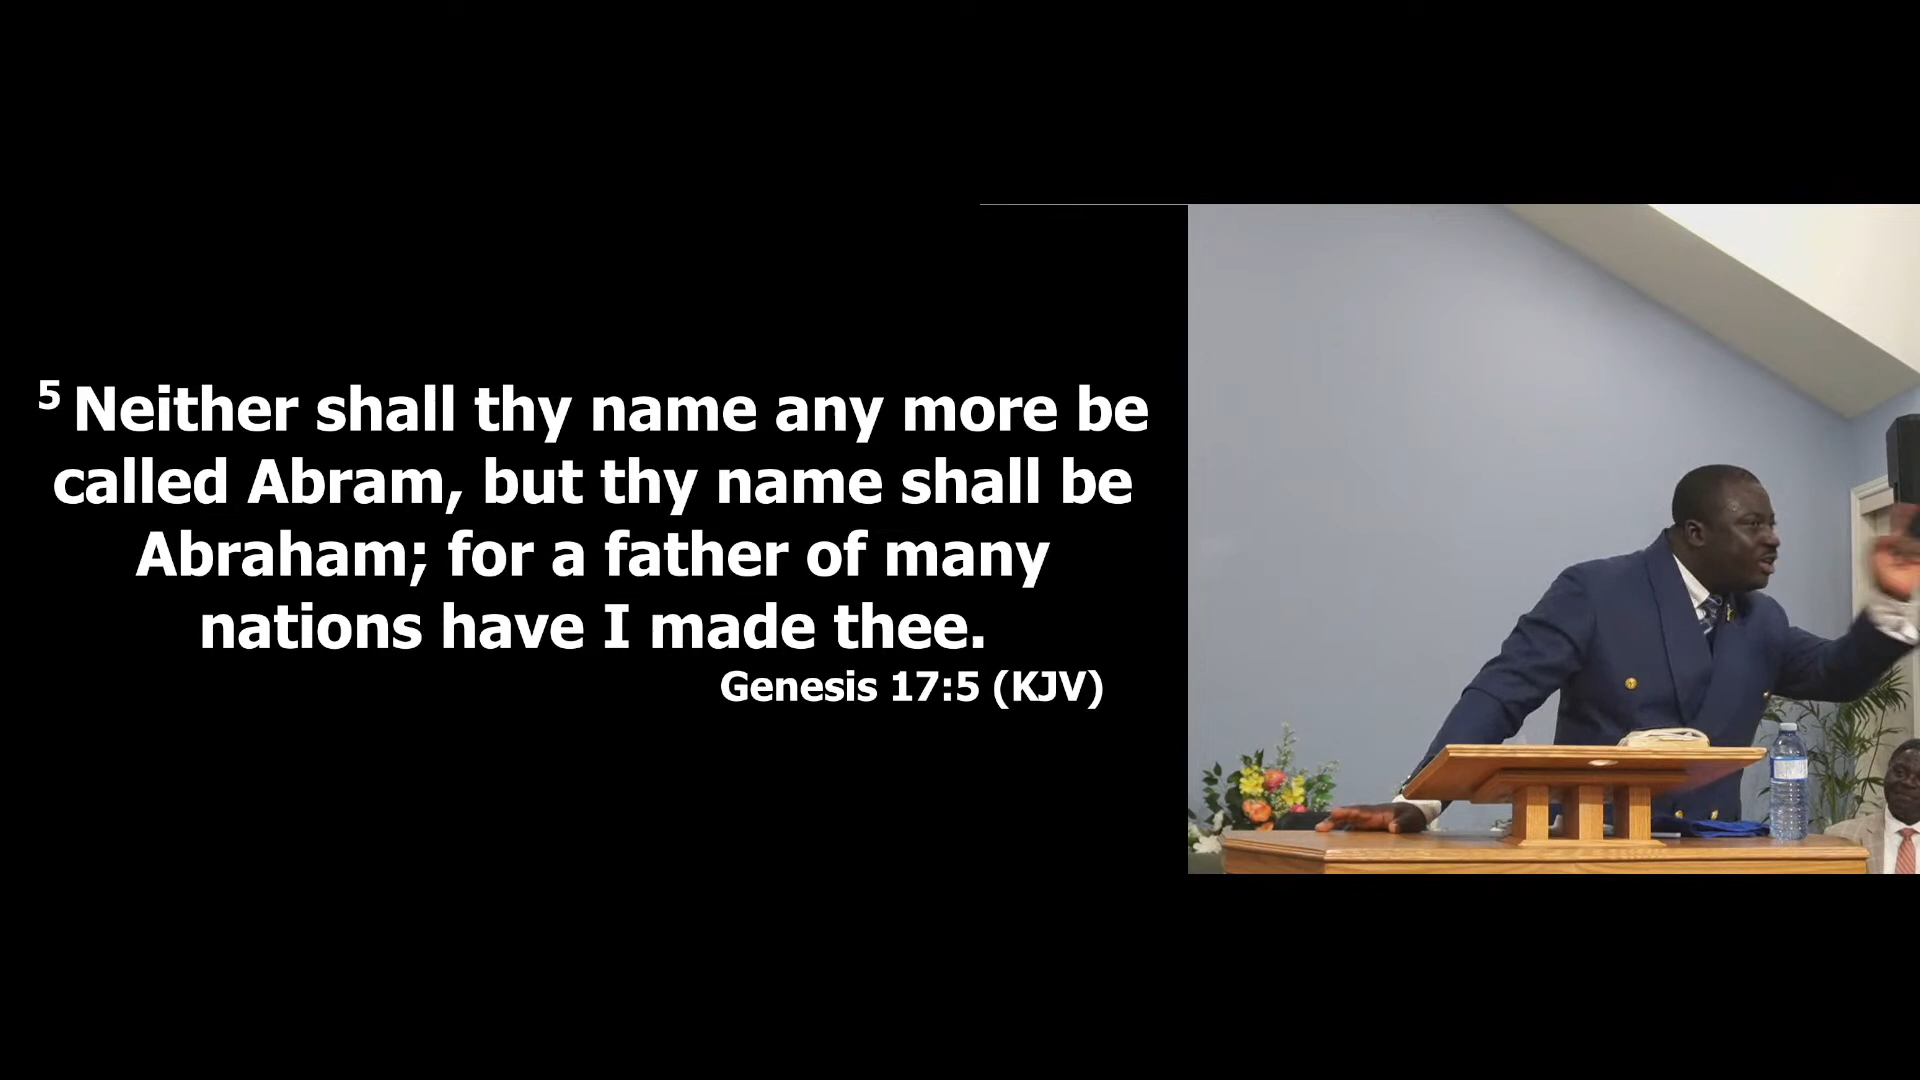 5 Neither shall thy name any more be
called Abram, but thy name shall be
Abraham; for a father of many
nations have I made thee.
Genesis 17:5 (KJV)